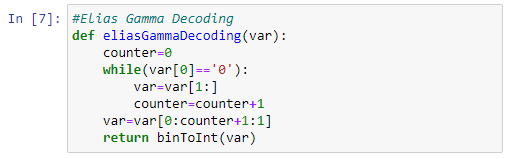 In [7]: #Elias Gamma Decoding
def eliasGammaDecoding(var):
    counter=0
    while(var[0]=='0'):
        var=var[1:]
        counter=counter+1
    var=var[0:counter+1:1]
    return binToInt(var)